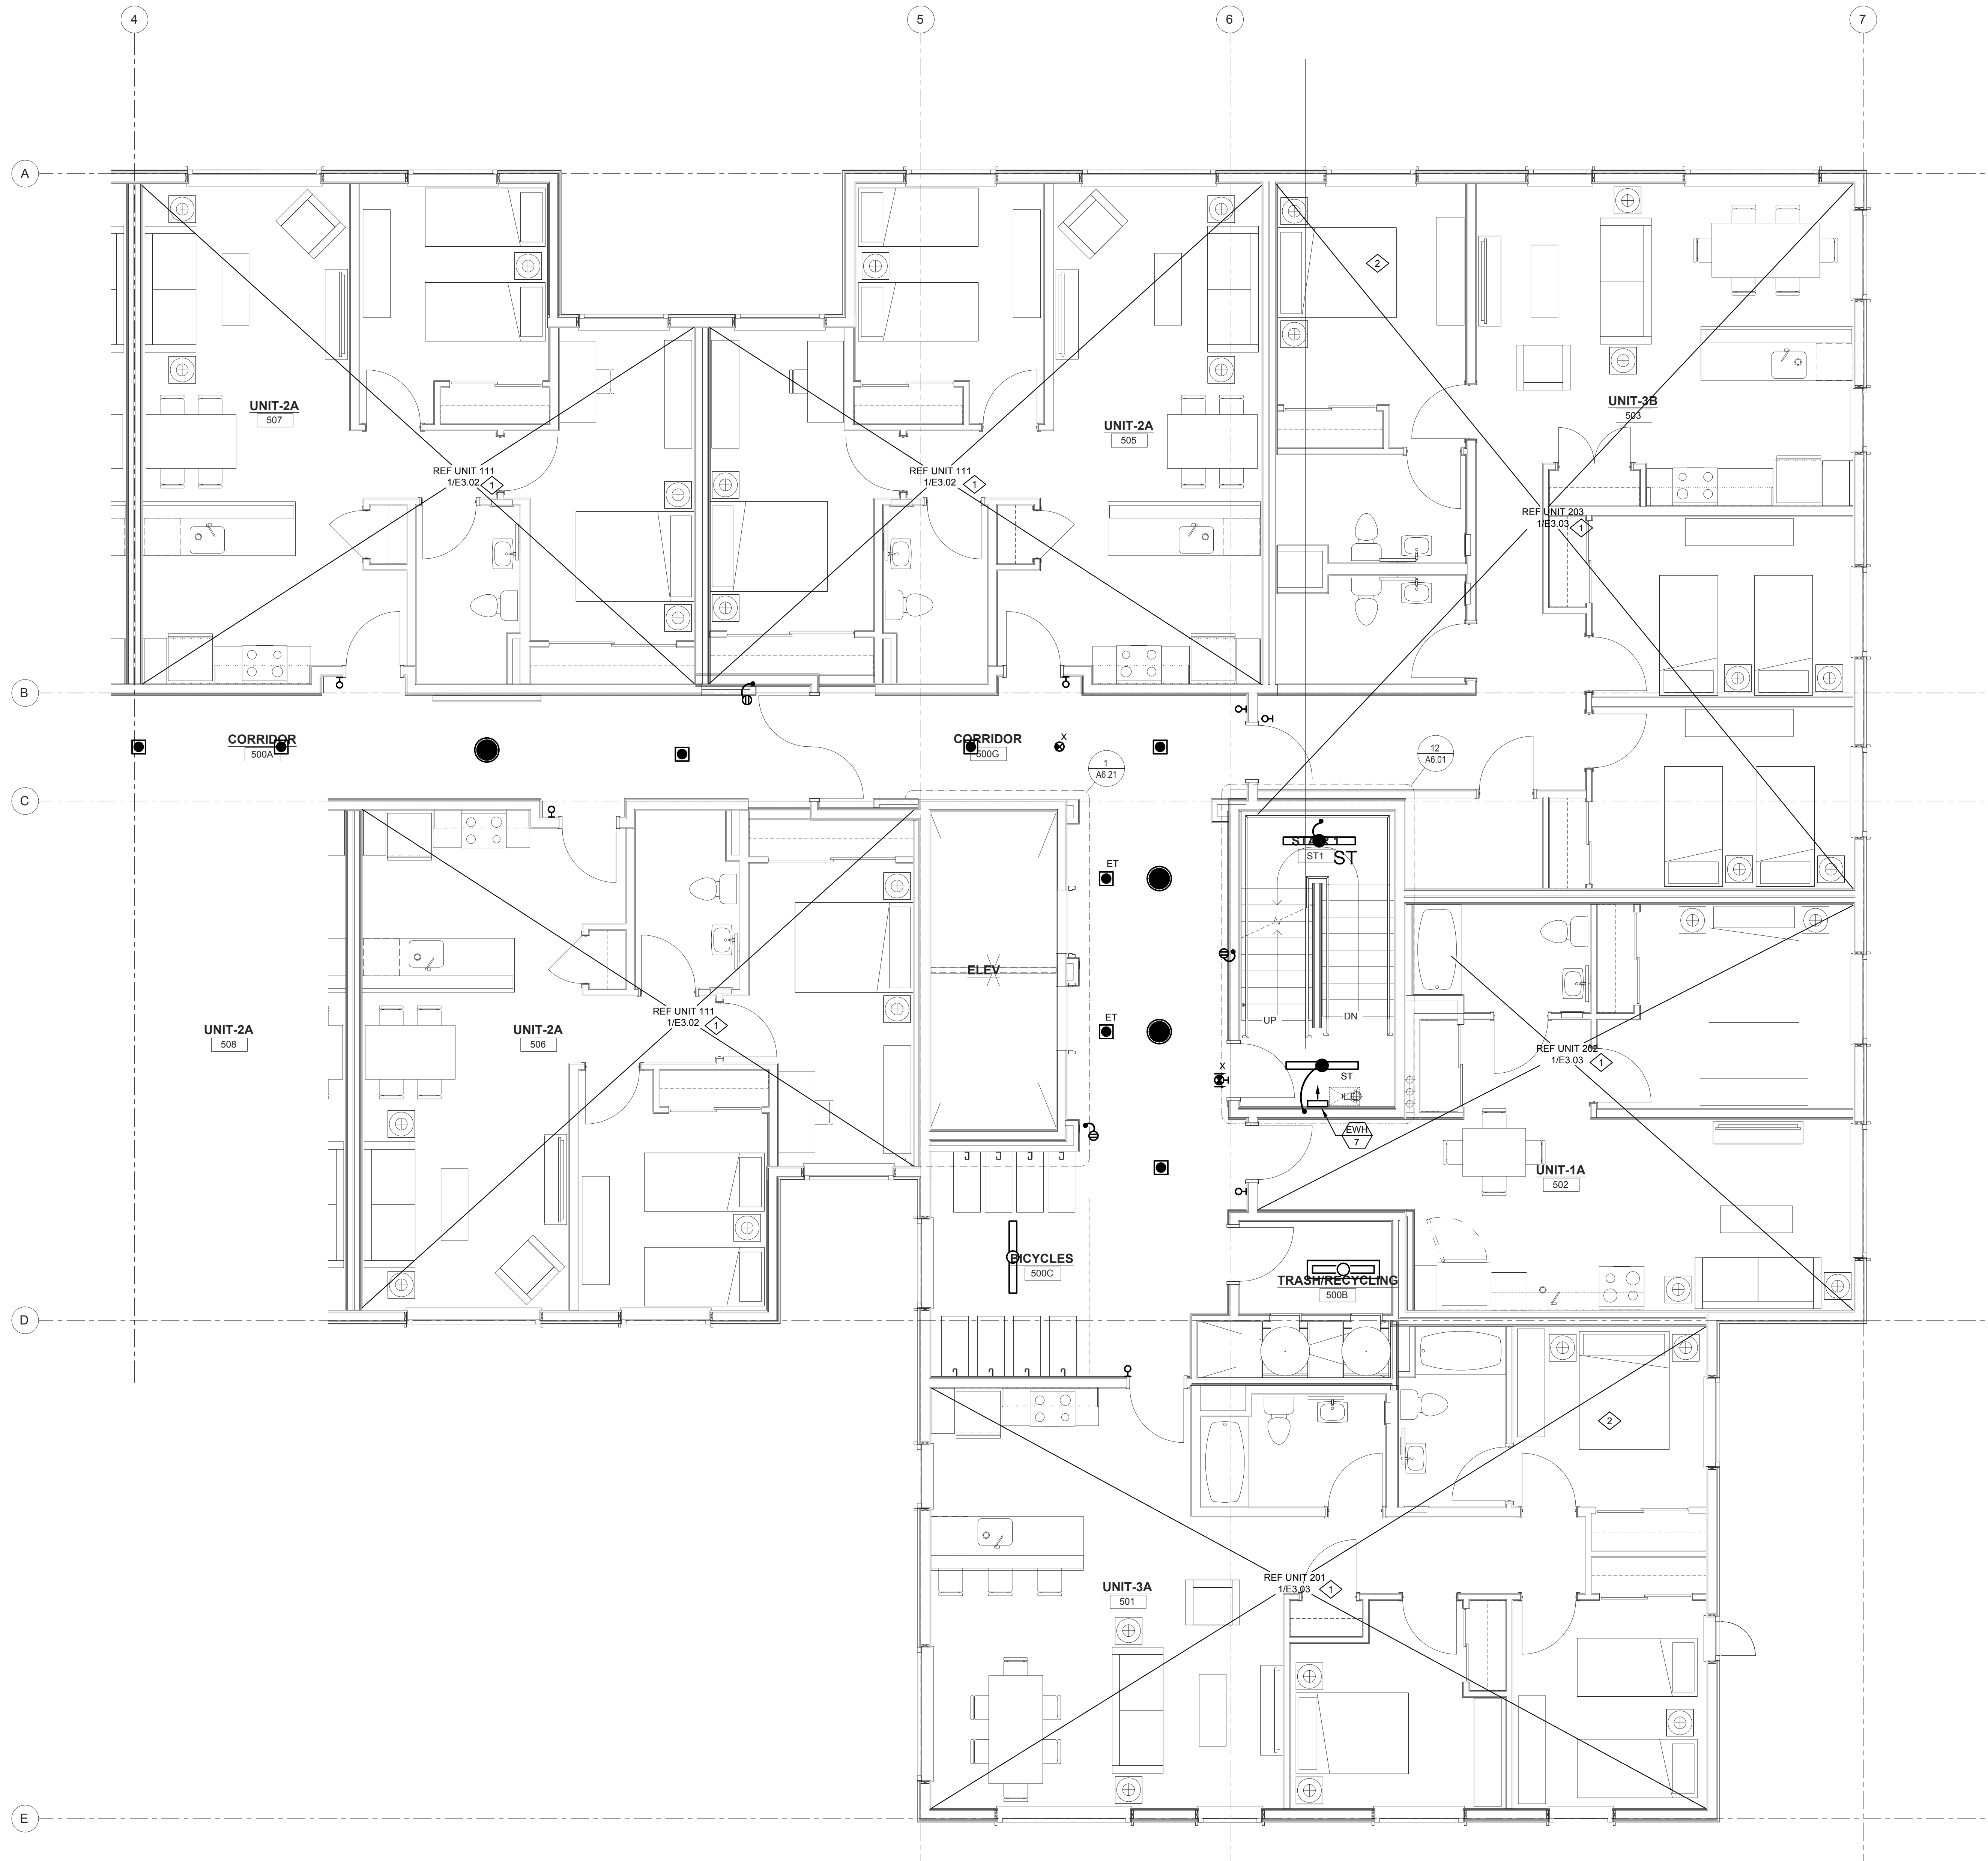 4
5
6
7
A
2
UNIT-2A
507
UNIT-3B
503
UNIT-2A
505
REF UNIT 111
1/E3.02
1
REF UNIT 111
1/E3.02
1
REF UNIT 203
1/E3.03
1
B
CORRIDOR
500A
CORRIDOR
500G
X
1
A6.21
12
A6.01
C
STAIR 1
ST1
ST
ET
ELEV
REF UNIT 111
1/E3.02
1
UNIT-2A
508
UNIT-2A
506
ET
UP
DN
REF UNIT 202
1/E3.03
1
X
ST
EWH
7
UNIT-1A
502
BICYCLES
500C
TRASH/RECYCLING
500B
D
2
REF UNIT 201
1/E3.03
1
UNIT-3A
501
E